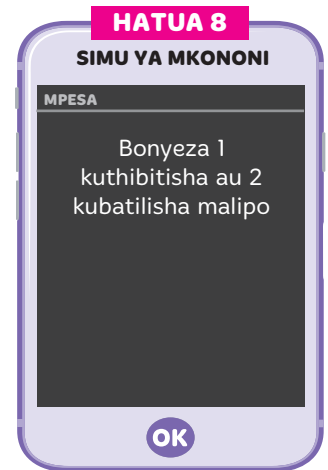 HATUA 8
SIMU YA MKONONI
MPESA
Bonyeza 1
kuthibitisha au 2
kubatilisha malipo
OK